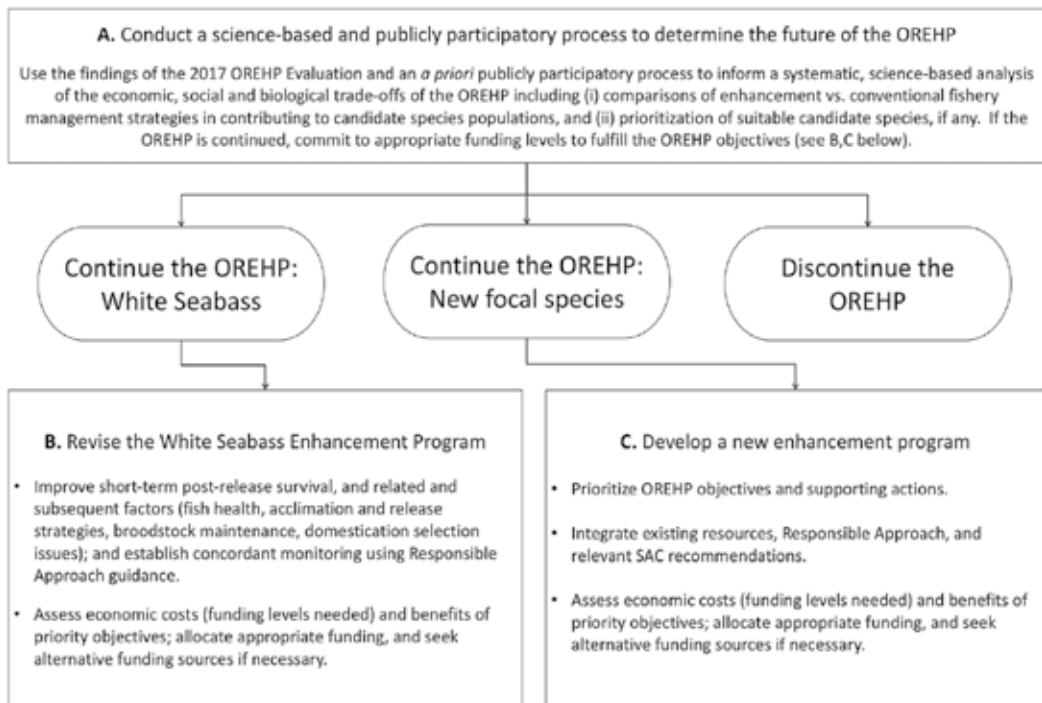 A. Conduct a science-based and publicly participatory process to determine the future of the OREHP
Use the findings of the 2017 OREHP Evaluation and an a priori publicly participatory process to inform a systematic, science-based analysis
of the economic, social and biological trade-offs of the OREHP including (i) comparisons of enhancement vs. conventional fishery
management strategies in contributing to candidate species populations, and (ii) prioritization of suitable candidate species, if any. If the
OREHP is continued, commit to appropriate funding levels to fulfill the OREHP objectives (see B,C below).
Continue the OREHP:
White Seabass
Continue the OREHP:
New focal species
Discontinue the
OREHP
B. Revise the White Seabass Enhancement Program
• Improve short-term post-release survival, and related and
subsequent factors (fish health, acclimation and release
strategies, broodstock maintenance, domestication selection
issues); and establish concordant monitoring using Responsible
Approach guidance.
• Assess economic costs (funding levels needed) and benefits of
priority objectives; allocate appropriate funding, and seek
alternative funding sources if necessary.
C. Develop a new enhancement program
• Prioritize OREHP objectives and supporting actions.
• Integrate existing resources, Responsible Approach, and
relevant SAC recommendations.
• Assess economic costs (funding levels needed) and benefits of
priority objectives; allocate appropriate funding, and seek
alternative funding sources if necessary.